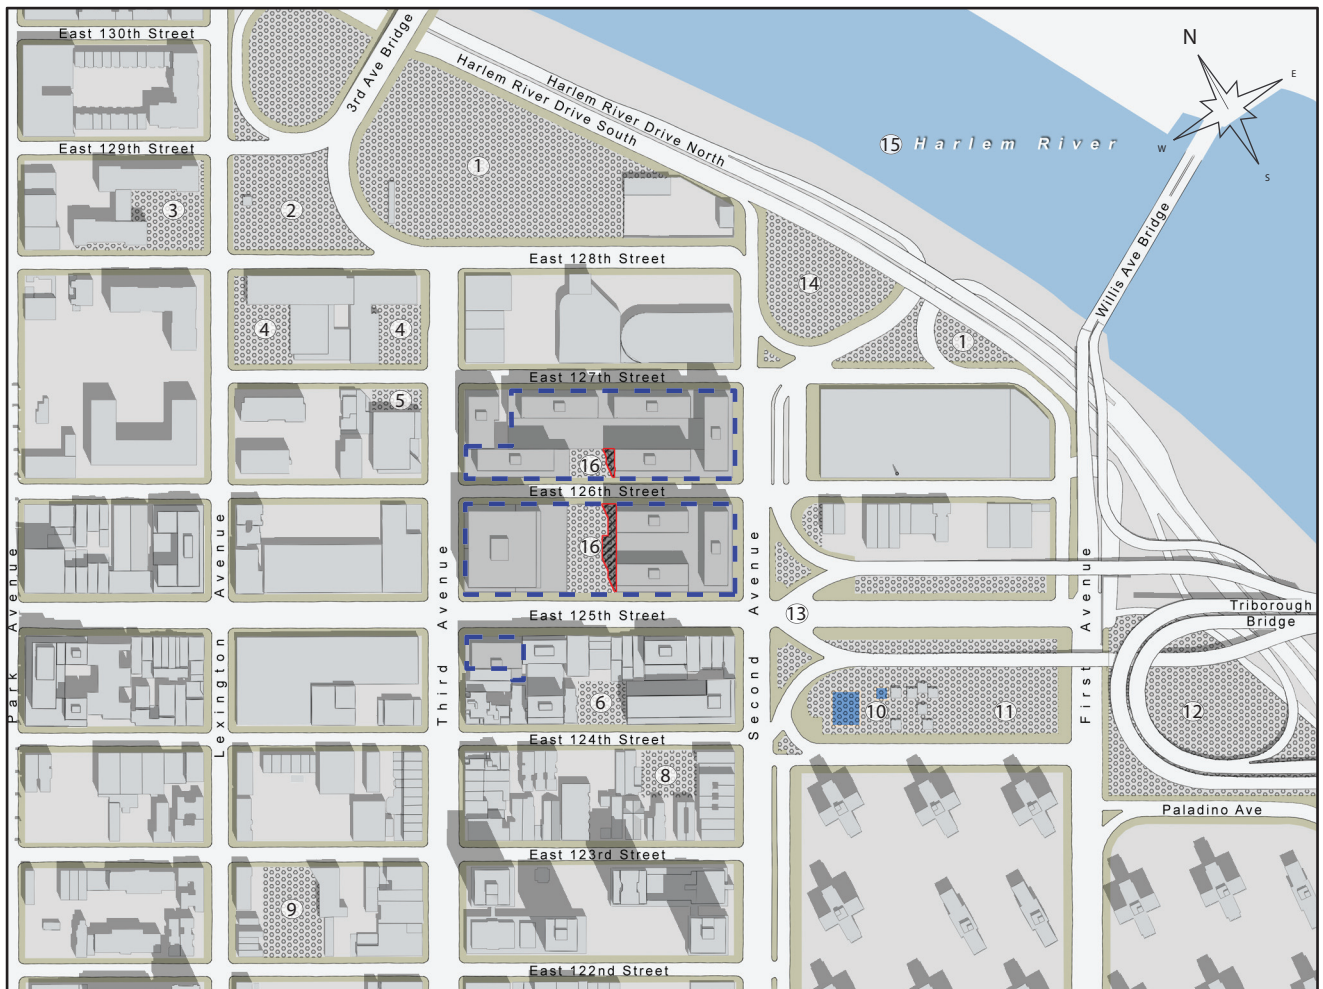 East 130th Street
3rd Ave Bridge
Harlem River Drive North
Harlem River Drive South
N
E
W
S
15 Harlem River
East 129th Street
1
3
2
Willis Ave Bridge
East 128th Street
14
4
4
1
East 127th Street
5
16
East 126th Street
16
Park Avenue
Lexington Avenue
Third Avenue
Second Avenue
First Avenue
East 125th Street
13
Triborough
Bridge
6
10
11
12
East 124th Street
8
Paladino Ave
East 123rd Street
9
East 122nd Street